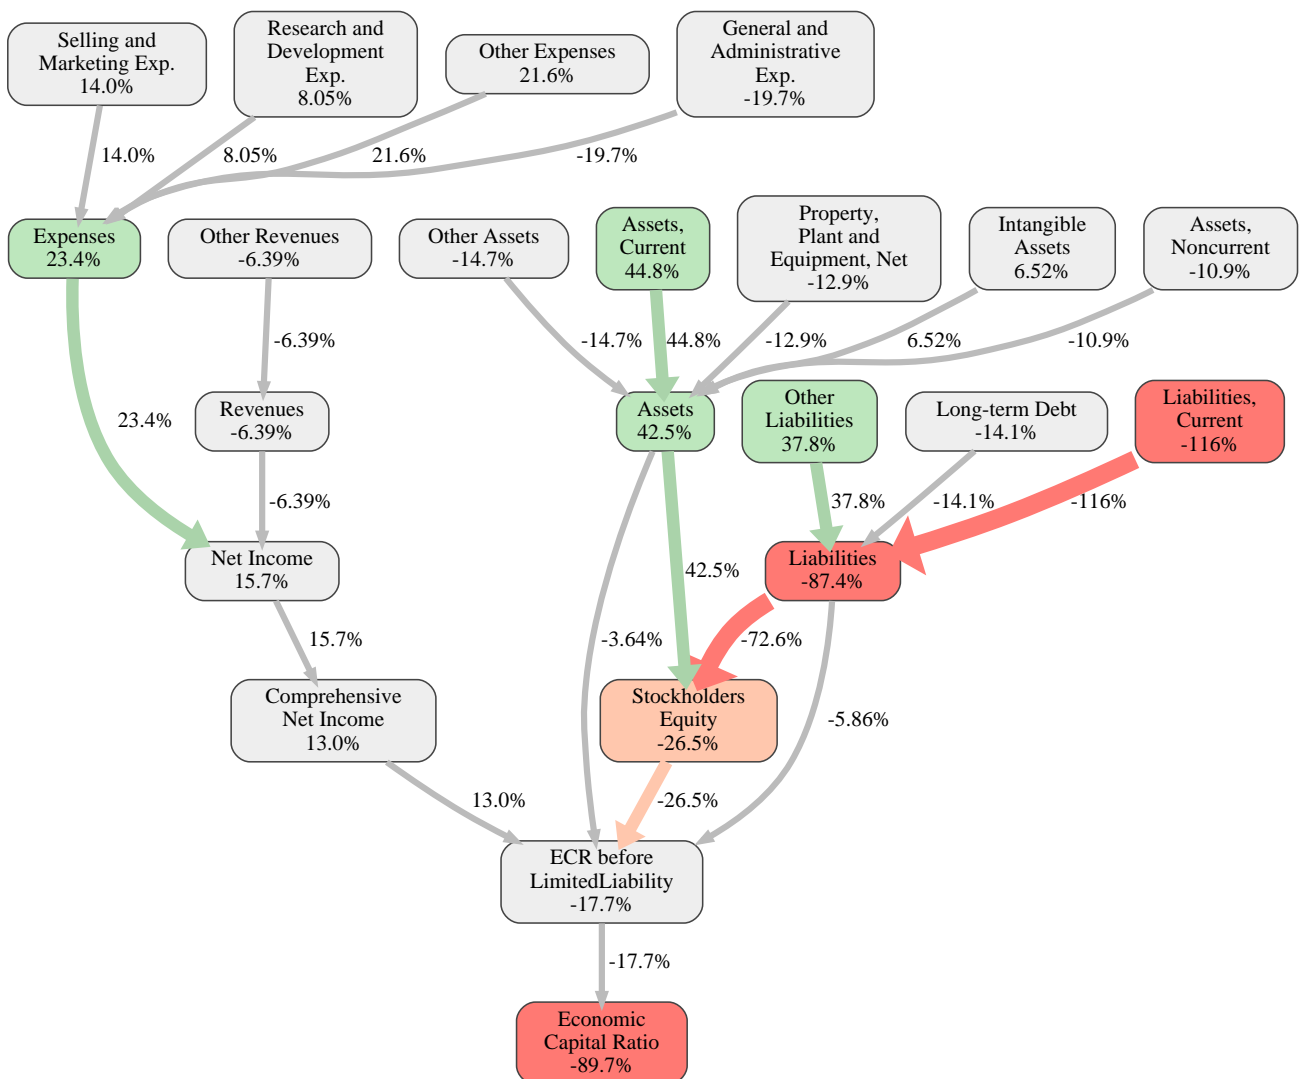 Selling and
Marketing Exp.
14.0%
Research and
Development
Exp.
8.05%
Other Expenses
21.6%
General and
Administrative
Exp.
-19.7%
14.0%
8.05%
21.6%
-19.7%
Expenses
23.4%
Other Revenues
-6.39%
Other Assets
-14.7%
Assets,
Current
44.8%
Property,
Plant and
Equipment, Net
-12.9%
Intangible
Assets
6.52%
Assets,
Noncurrent
-10.9%
-6.39%
-14.7%
44.8%
-12.9%
6.52%
-10.9%
23.4%
Revenues
-6.39%
Assets
42.5%
Other
Liabilities
37.8%
Long-term Debt
-14.1%
Liabilities,
Current
-116%
-6.39%
37.8%
-14.1%
-116%
Net Income
15.7%
42.5%
Liabilities
-87.4%
15.7%
-3.64%
-72.6%
Comprehensive
Net Income
13.0%
Stockholders
Equity
-26.5%
-5.86%
13.0%
-26.5%
ECR before
LimitedLiability
-17.7%
-17.7%
Economic
Capital Ratio
-89.7%